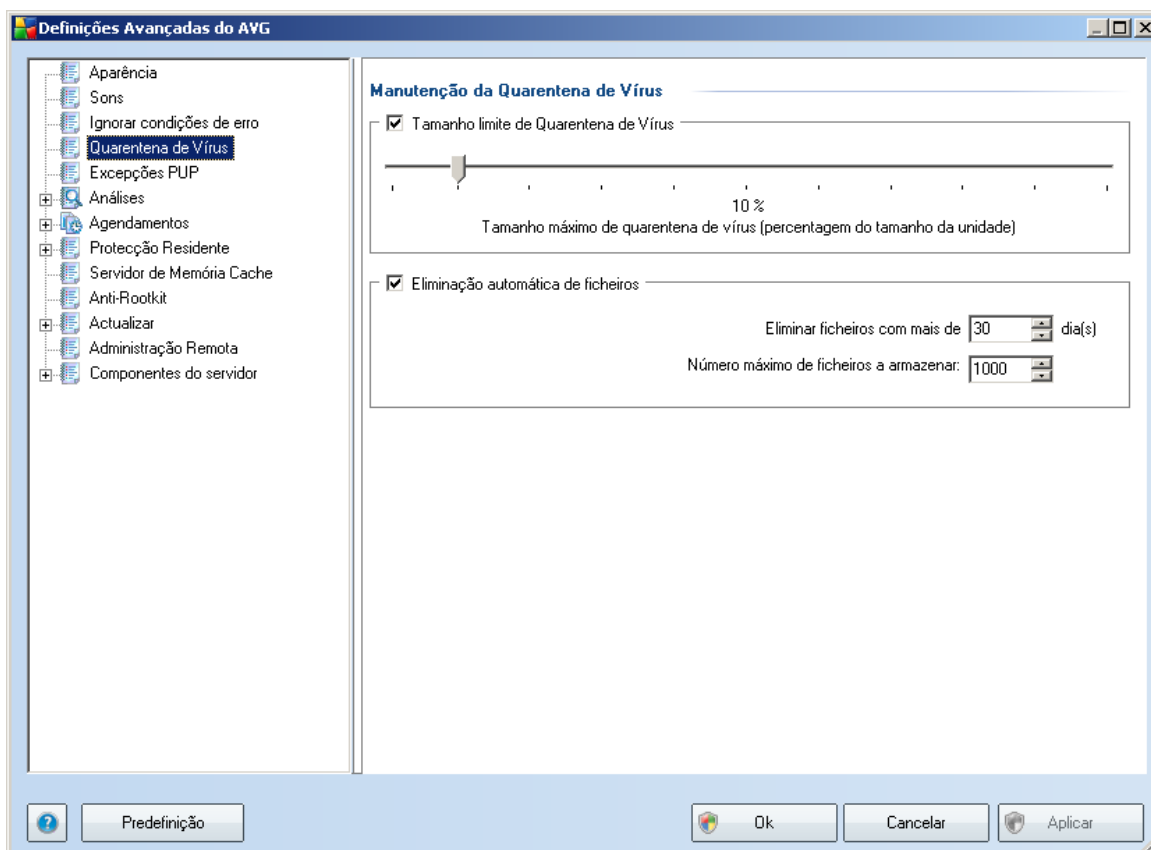 Definições Avançadas do AVG
Aparência
Sons
Ignorar condições de erro
Quarentena de Vírus
Excepções PUP
Análises
Agendamentos
Protecção Residente
Servidor de Memória Cache
Anti-Rootkit
Actualizar
Administração Remota
Componentes do servidor
Manutenção da Quarentena de Vírus
Tamanho limite de Quarentena de Vírus
10 %
Tamanho máximo de quarentena de vírus (percentagem do tamanho da unidade)
Eliminação automática de ficheiros
Eliminar ficheiros com mais de 30 dia(s)
Número máximo de ficheiros a armazenar: 1000
Predefinição
Ok
Cancelar
Aplicar